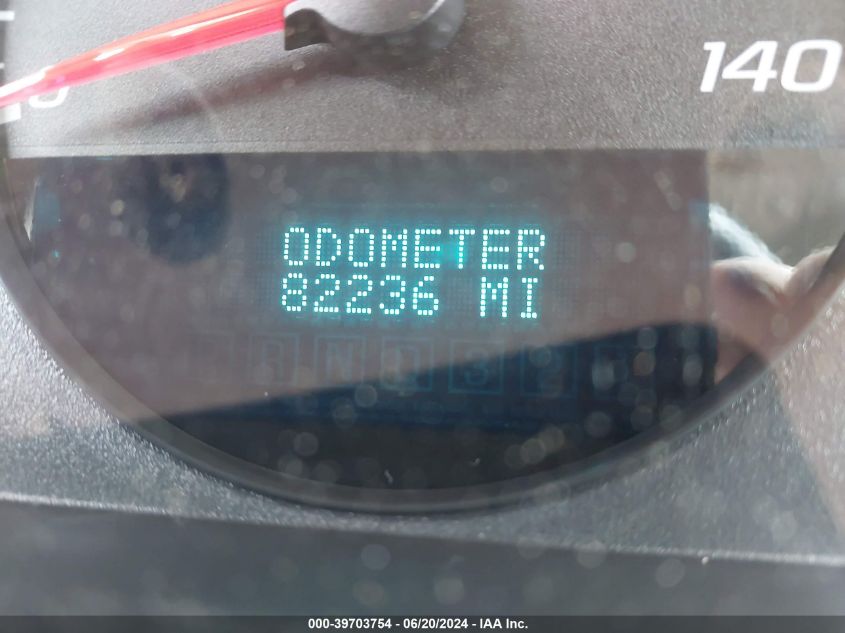 140
ODOMETER
82236 MI
000-39703754 - 06/20/2024 - IAA Inc.